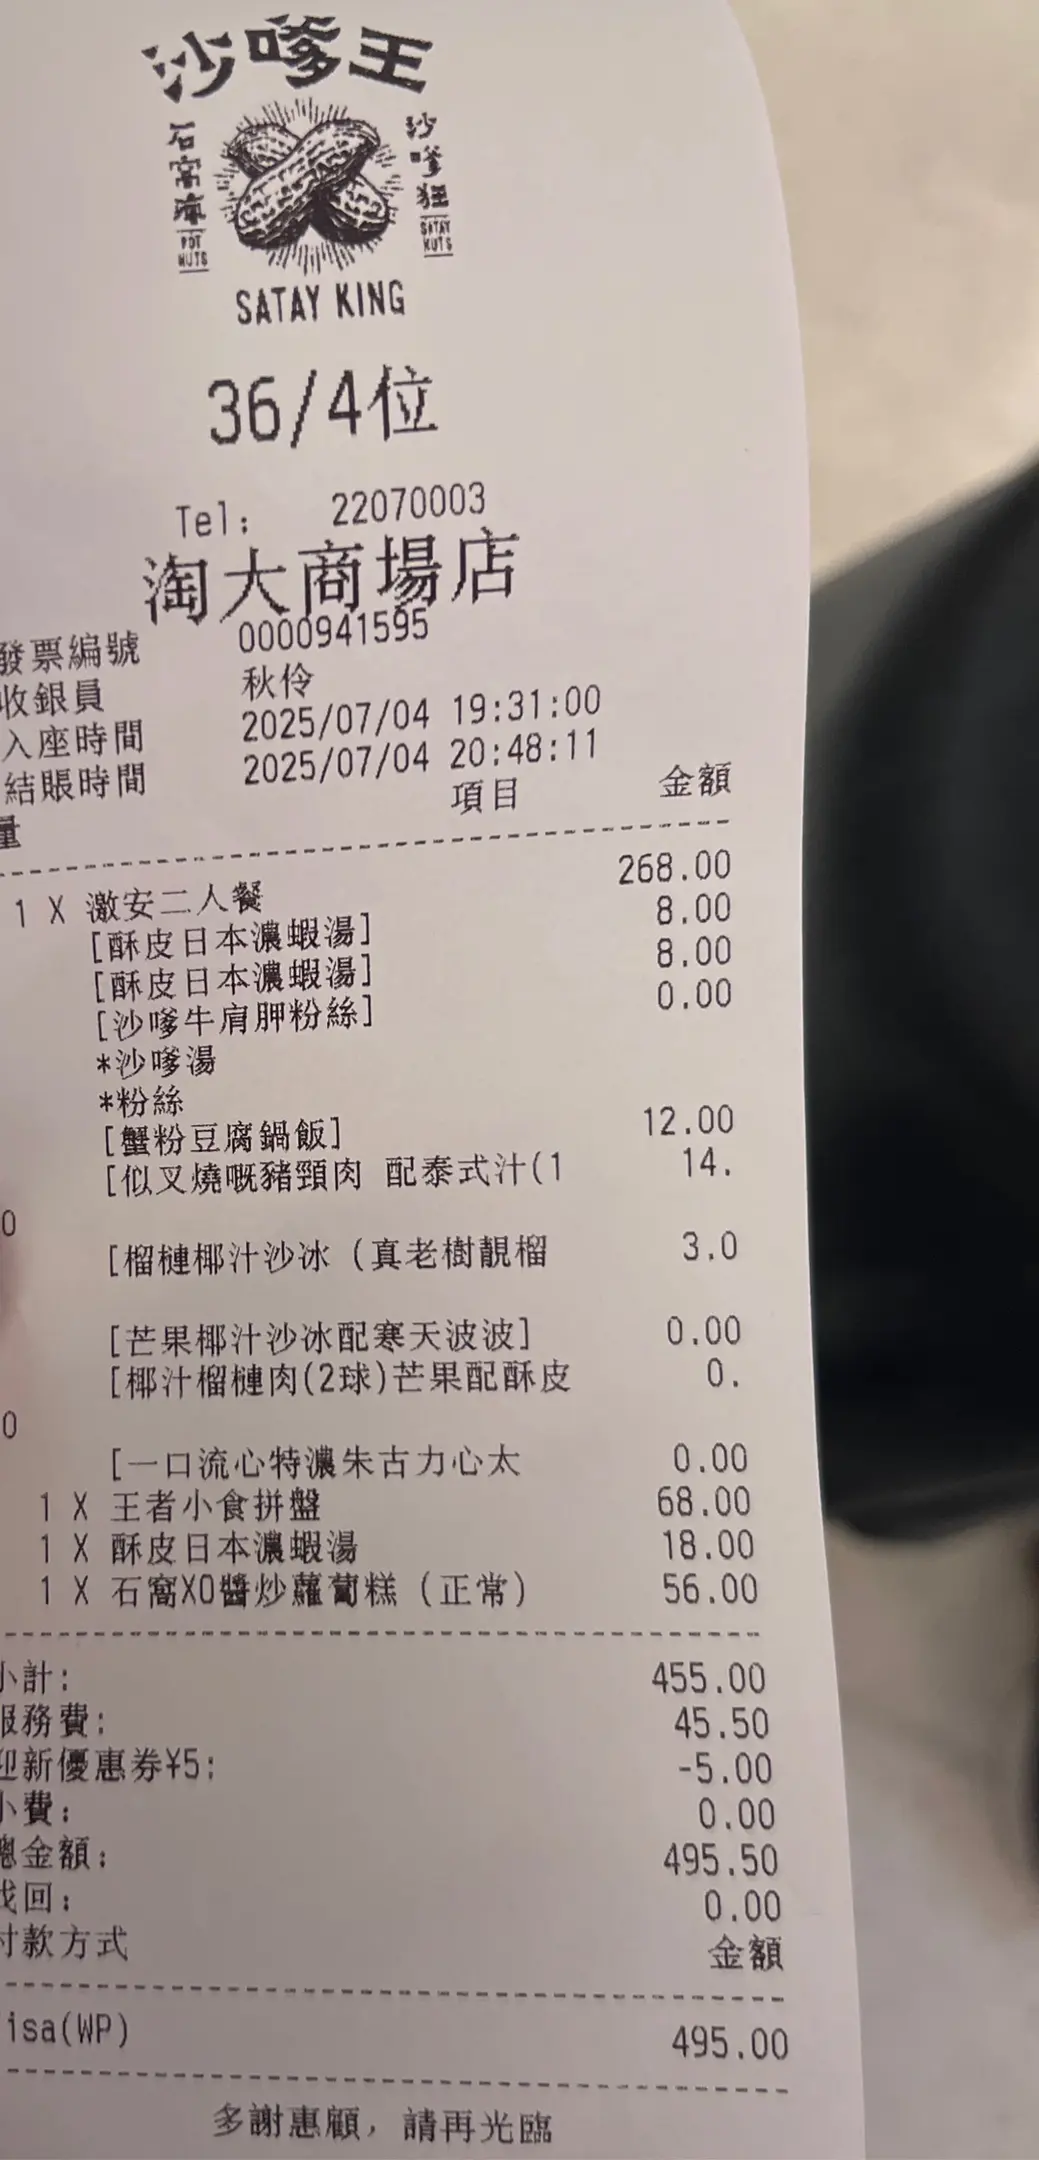 沙嗲王
石窩
POT NUTS
沙嗲狂
SATAY NUTS
SATAY KING
36/4位
Tel: 22070003
淘大商場店
發票編號 0000941595
收銀員 秋伶
入座時間 2025/07/04 19:31:00
結賬時間 2025/07/04 20:48:11
量 項目 金額
1 X 激安二人餐 268.00
[酥皮日本濃蝦湯] 8.00
[酥皮日本濃蝦湯] 8.00
[沙嗲牛肩胛粉絲] 0.00
*沙嗲湯
*粉絲
[蟹粉豆腐鍋飯] 12.00
[似叉燒嘅豬頸肉 配泰式汁(1 14.
0
[榴槤椰汁沙冰 (真老樹靚榴 3.0
[芒果椰汁沙冰配寒天波波] 0.00
[椰汁榴槤肉(2球)芒果配酥皮 0.
0
[一口流心特濃朱古力心太 0.00
1 X 王者小食拼盤 68.00
1 X 酥皮日本濃蝦湯 18.00
1 X 石窩XO醬炒蘿蔔糕 (正常) 56.00
小計: 455.00
服務費: 45.50
迎新優惠券¥5: -5.00
小費: 0.00
總金額: 495.50
找回: 0.00
付款方式 金額
isa(WP) 495.00
多謝惠顧, 請再光臨